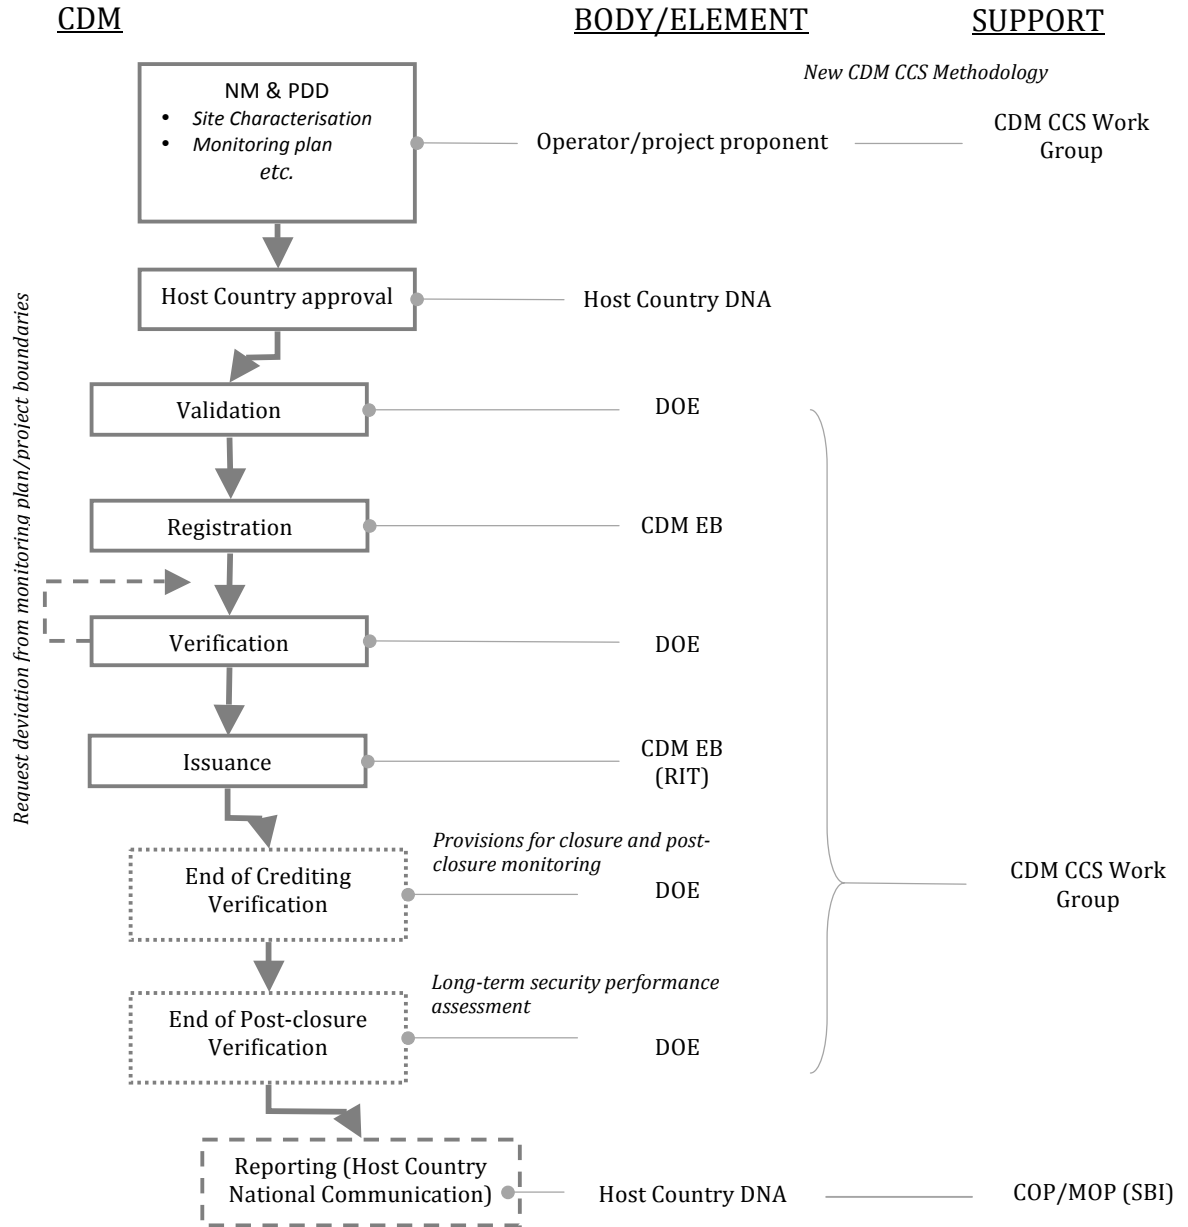 CDM
BODY/ELEMENT
SUPPORT
New CDM CCS Methodology
NM & PDD
• Site Characterisation
• Monitoring plan
etc.
Operator/project proponent
CDM CCS Work
Group
Host Country approval
Host Country DNA
Request deviation from monitoring plan/project boundaries
Validation
DOE
Registration
CDM EB
Verification
DOE
Issuance
CDM EB
(RIT)
Provisions for closure and post-
closure monitoring
End of Crediting
Verification
DOE
CDM CCS Work
Group
Long-term security performance
assessment
End of Post-closure
Verification
DOE
Reporting (Host Country
National Communication)
Host Country DNA
COP/MOP (SBI)